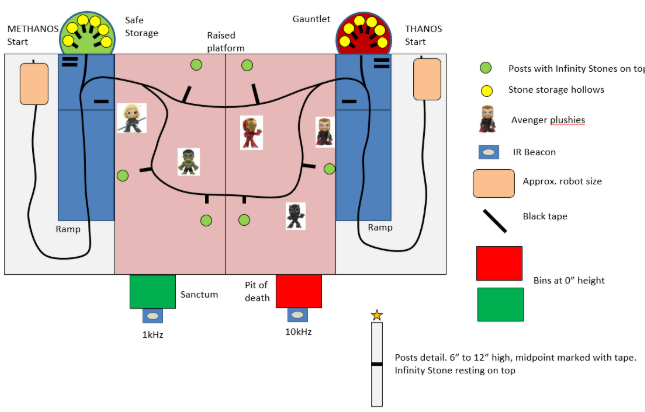 METHANOS
Start
Safe
Storage
Raised
platform
Gauntlet
THANOS
Start
Posts with Infinity Stones on top
Stone storage hollows
Avenger plushies
IR Beacon
Approx. robot size
Black tape
Ramp
Ramp
Bins at 0” height
Sanctum
Pit of
death
1kHz
10kHz
Posts detail. 6” to 12” high, midpoint marked with tape.
Infinity Stone resting on top